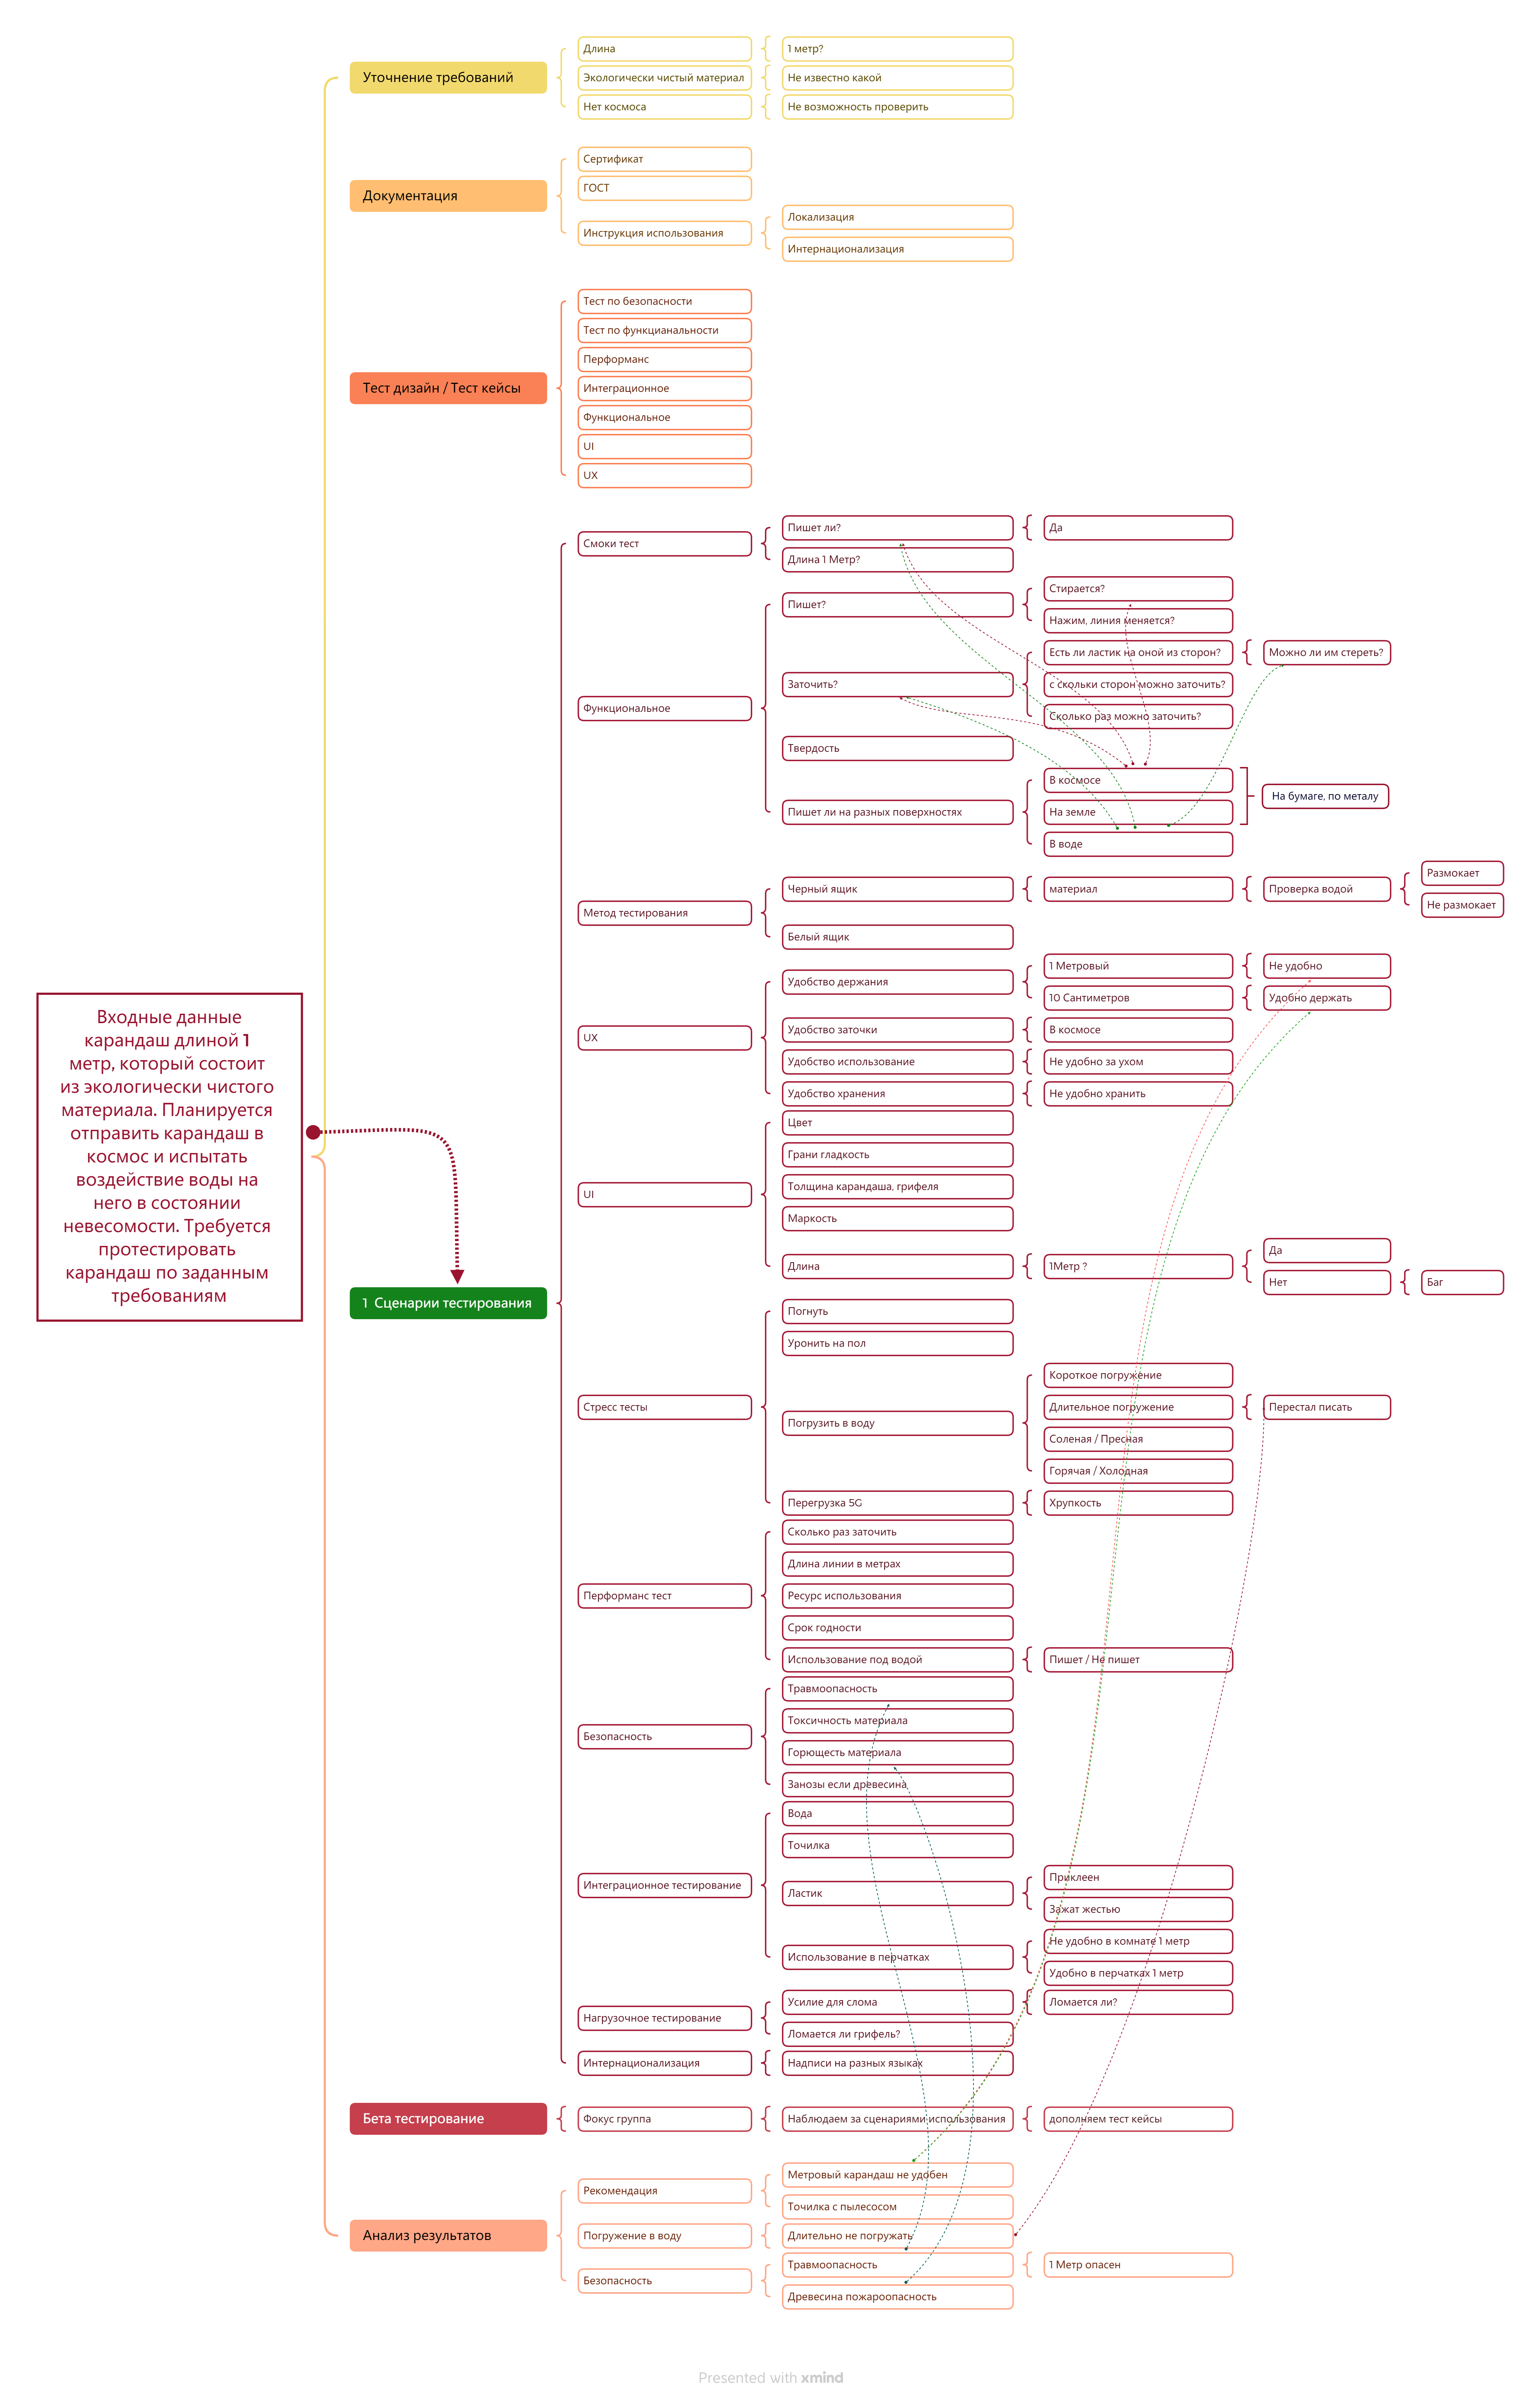 Входные данные
карандаш длиной 1
метр, который состоит
из экологически чистого
материала. Планируется
отправить карандаш в
космос и испытать
воздействие воды на
него в состоянии
невесомости. Требуется
протестировать
карандаш по заданным
требованиям
Уточнение требований
Длина
1 метр?
Экологически чистый материал
Не известно какой
Нет космоса
Не возможность проверить
Документация
Сертификат
ГОСТ
Инструкция использования
Локализация
Интернационализация
Тест дизайн / Тест кейсы
Тест по безопасности
Тест по функцианальности
Перформанс
Интеграционное
Функциональное
UI
UX
1 Сценарии тестирования
Смоки тест
Пишет ли?
Да
Длина 1 Метр?
Функциональное
Пишет?
Стирается?
Нажим, линия меняется?
Заточить?
Есть ли ластик на оной из сторон?
Можно ли им стереть?
с скольки сторон можно заточить?
Сколько раз можно заточить?
Твердость
Пишет ли на разных поверхностях
В космосе
На земле
В воде
На бумаге, по металу
Метод тестирования
Черный ящик
материал
Проверка водой
Размокает
Не размокает
Белый ящик
UX
Удобство держания
1 Метровый
Не удобно
10 Сантиметров
Удобно держать
Удобство заточки
В космосе
Удобство использование
Не удобно за ухом
Удобство хранения
Не удобно хранить
UI
Цвет
Грани гладкость
Толщина карандаша, грифеля
Маркость
Длина
1Метр ?
Да
Нет
Баг
Стресс тесты
Погнуть
Уронить на пол
Погрузить в воду
Короткое погружение
Длительное погружение
Перестал писать
Соленая / Пресная
Горячая / Холодная
Перегрузка 5G
Хрупкость
Перформанс тест
Сколько раз заточить
Длина линии в метрах
Ресурс использования
Срок годности
Использование под водой
Пишет / Не пишет
Безопасность
Травмоопасность
Токсичность материала
Горющесть материала
Занозы если древесина
Интеграционное тестирование
Вода
Точилка
Ластик
Приклеен
Зажат жестью
Использование в перчатках
Не удобно в комнате 1 метр
Удобно в перчатках 1 метр
Нагрузочное тестирование
Усилие для слома
Ломается ли?
Ломается ли грифель?
Интернационализация
Надписи на разных языках
Бета тестирование
Фокус группа
Наблюдаем за сценариями использования
дополняем тест кейсы
Анализ результатов
Рекомендация
Метровый карандаш не удобен
Точилка с пылесосом
Погружение в воду
Длительно не погружать
Безопасность
Травмоопасность
1 Метр опасен
Древесина пожароопасность
Presented with xmind